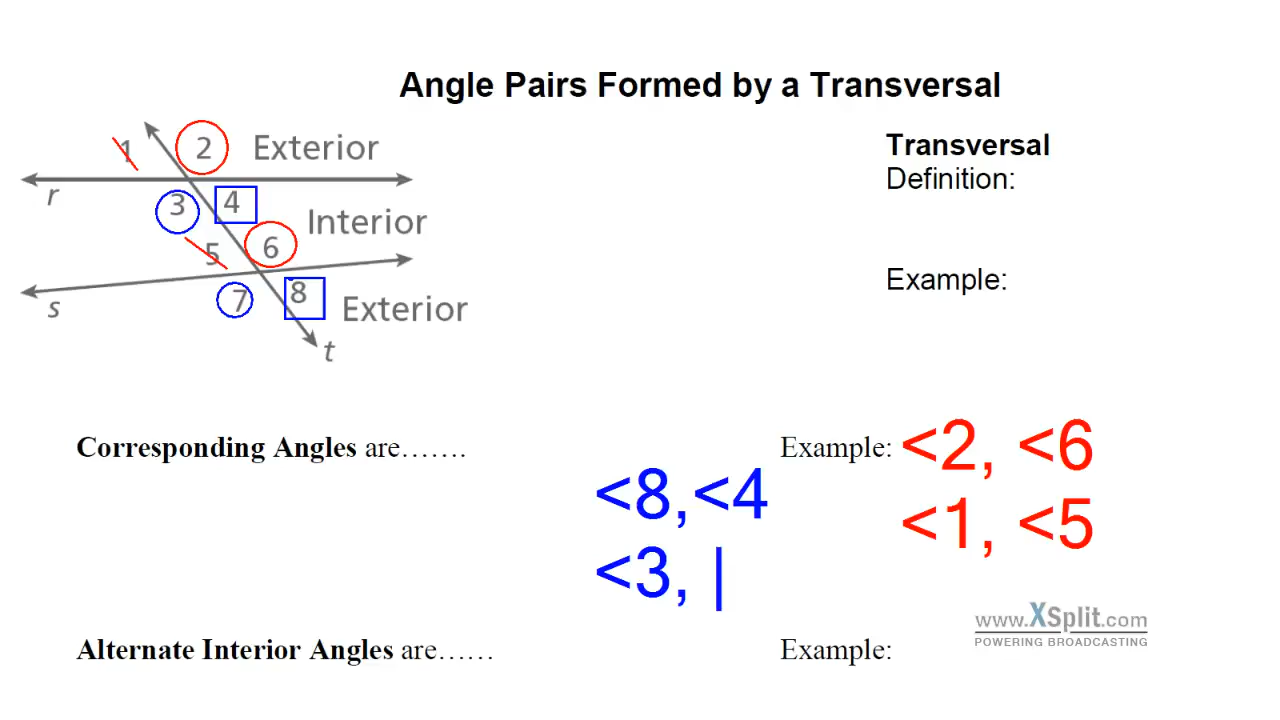 Angle Pairs Formed by a Transversal
Transversal
Definition:
1 2 Exterior
r
3 4
Interior
5 6
Example:
s
7 8 Exterior
t
Corresponding Angles are.......
Example: <2, <6
<8,<4
<1, <5
<3, |
www.XSplit.com
POWERING BROADCASTING
Alternate Interior Angles are......
Example: